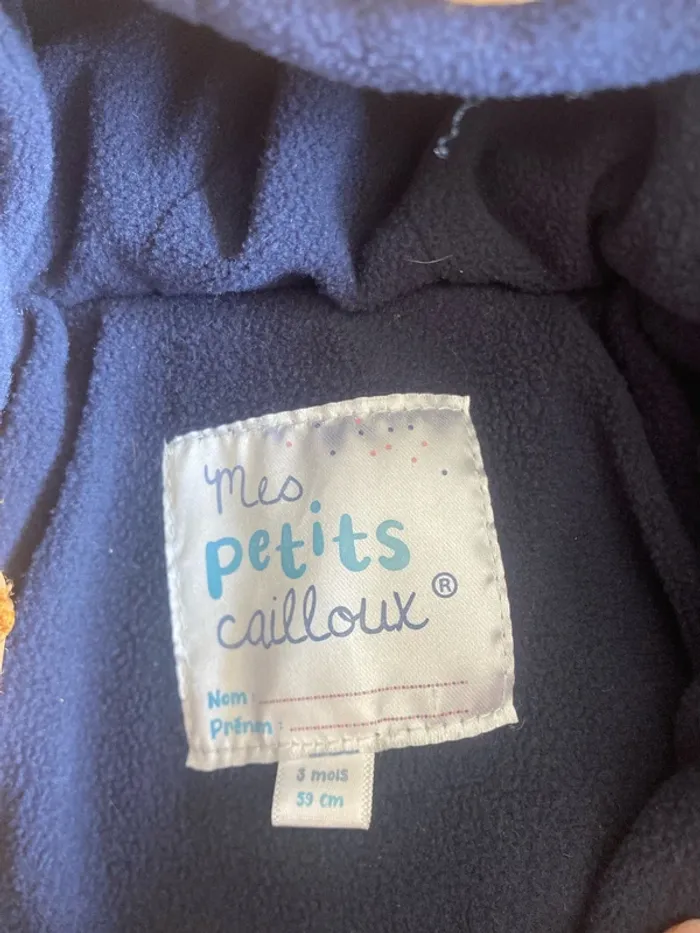 Mes
petits
cailloux®
Nom :
Prénom :
3 mois
59 cm